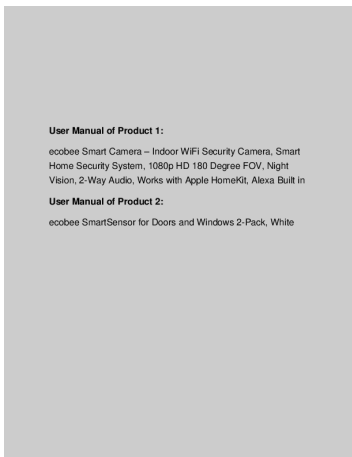 User Manual of Product 1:
ecobee Smart Camera – Indoor WiFi Security Camera, Smart
Home Security System, 1080p HD 180 Degree FOV, Night
Vision, 2-Way Audio, Works with Apple HomeKit, Alexa Built in
User Manual of Product 2:
ecobee SmartSensor for Doors and Windows 2-Pack, White